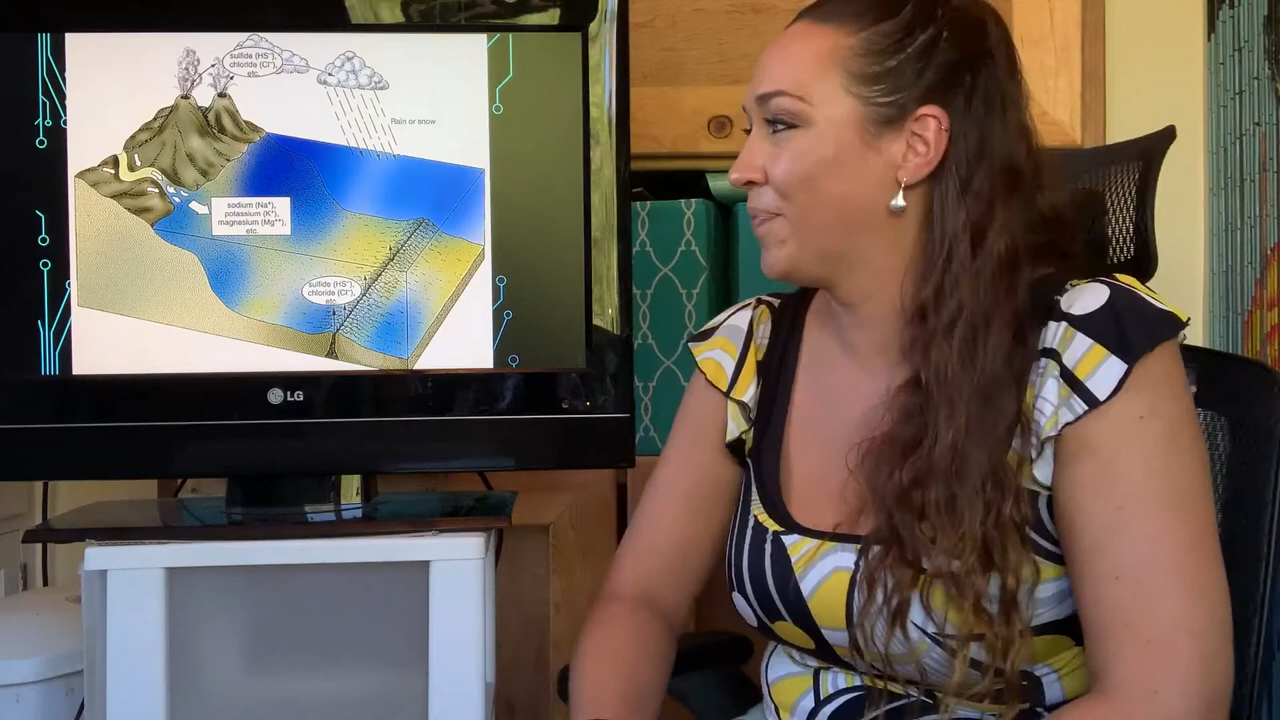 sulfide (HS⁻),
chloride (Cl⁻),
etc.
Rain or snow
sodium (Na⁺),
potassium (K⁺),
magnesium (Mg⁺⁺),
etc.
sulfide (HS⁻),
chloride (Cl⁻),
etc.
LG